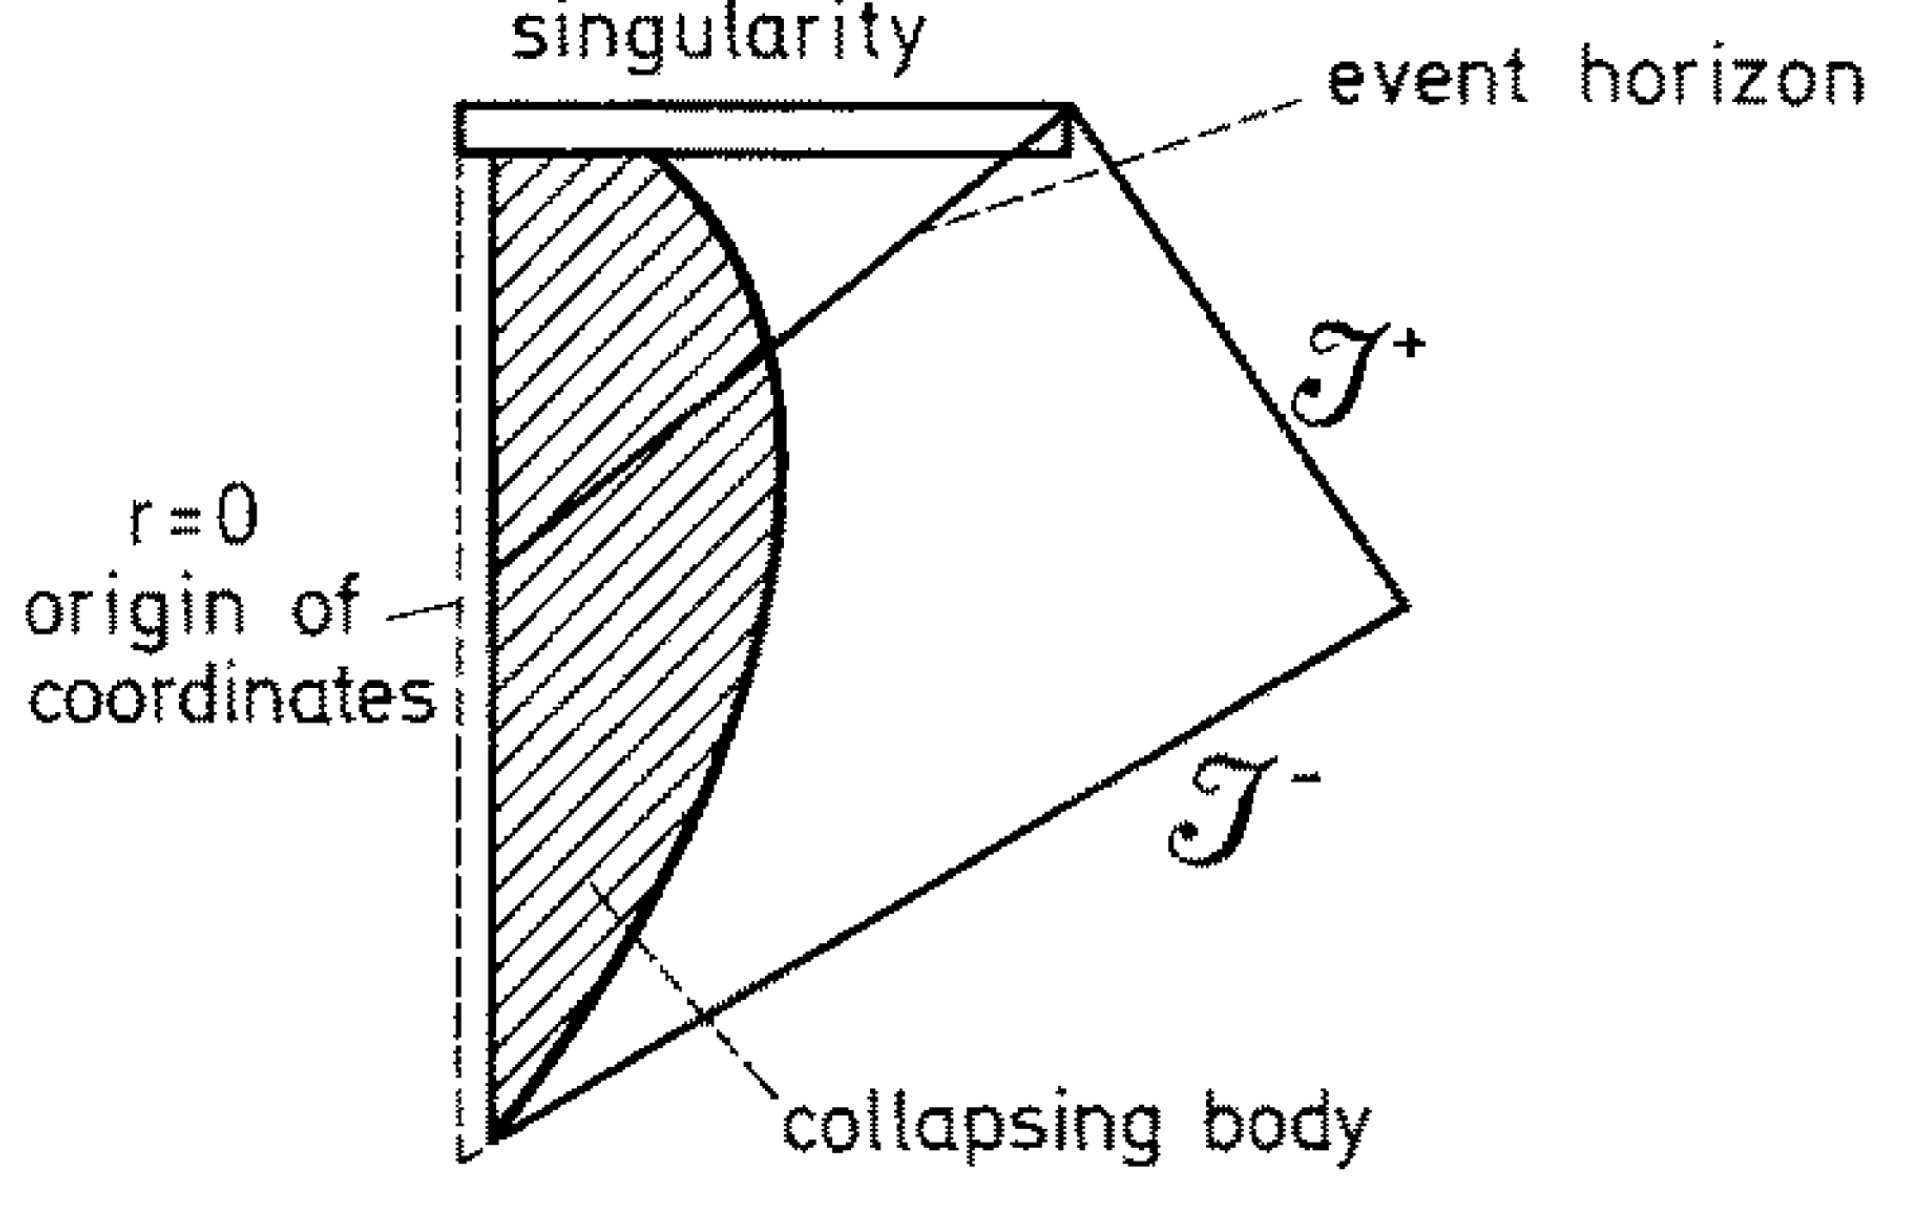 singularity
event horizon
ℐ+
r = 0
origin of
coordinates
ℐ-
collapsing body